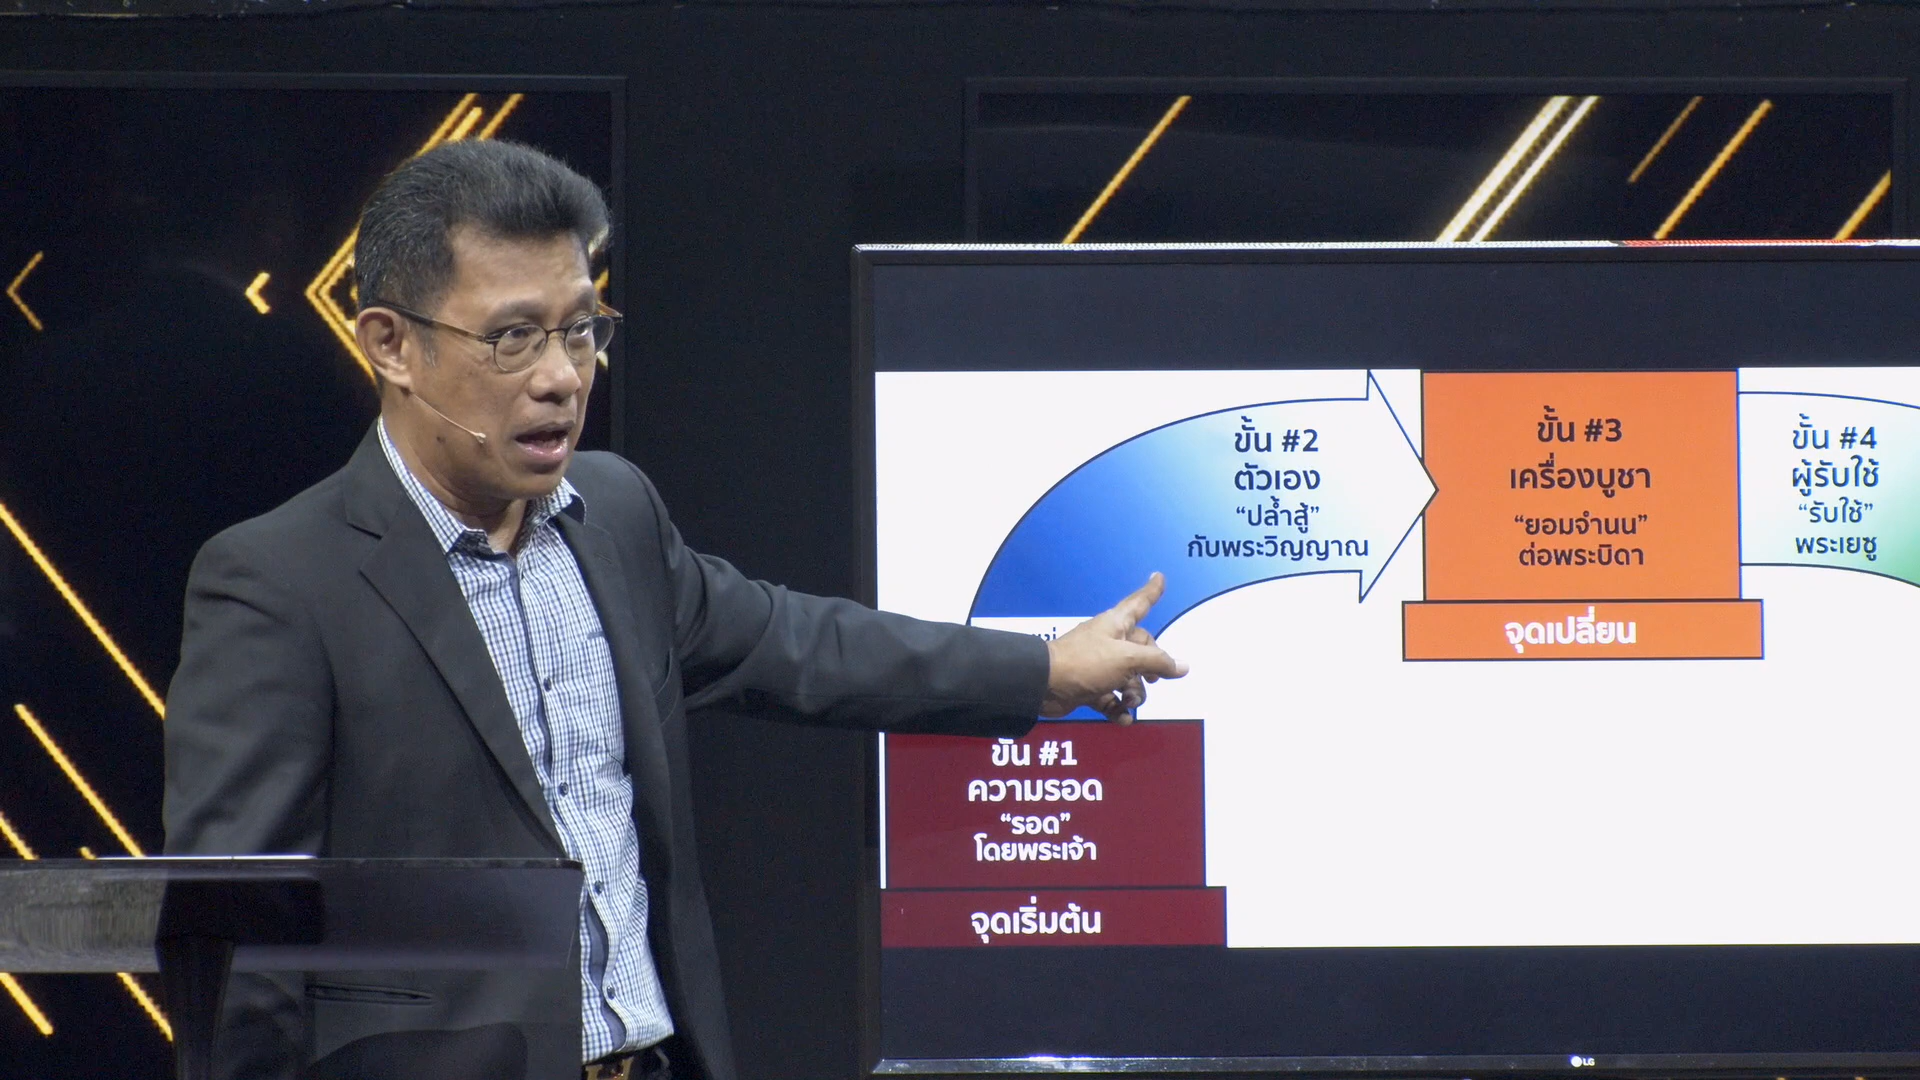 ขั้น #2
ตัวเอง
“ปล้ำสู้”
กับพระวิญญาณ
ขั้น #3
เครื่องบูชา
“ยอมจำนน”
ต่อพระบิดา
จุดเปลี่ยน
ขั้น #4
ผู้รับใช้
“รับใช้”
พระเยซู
ขั้น #1
ความรอด
“รอด”
โดยพระเจ้า
จุดเริ่มต้น
LG